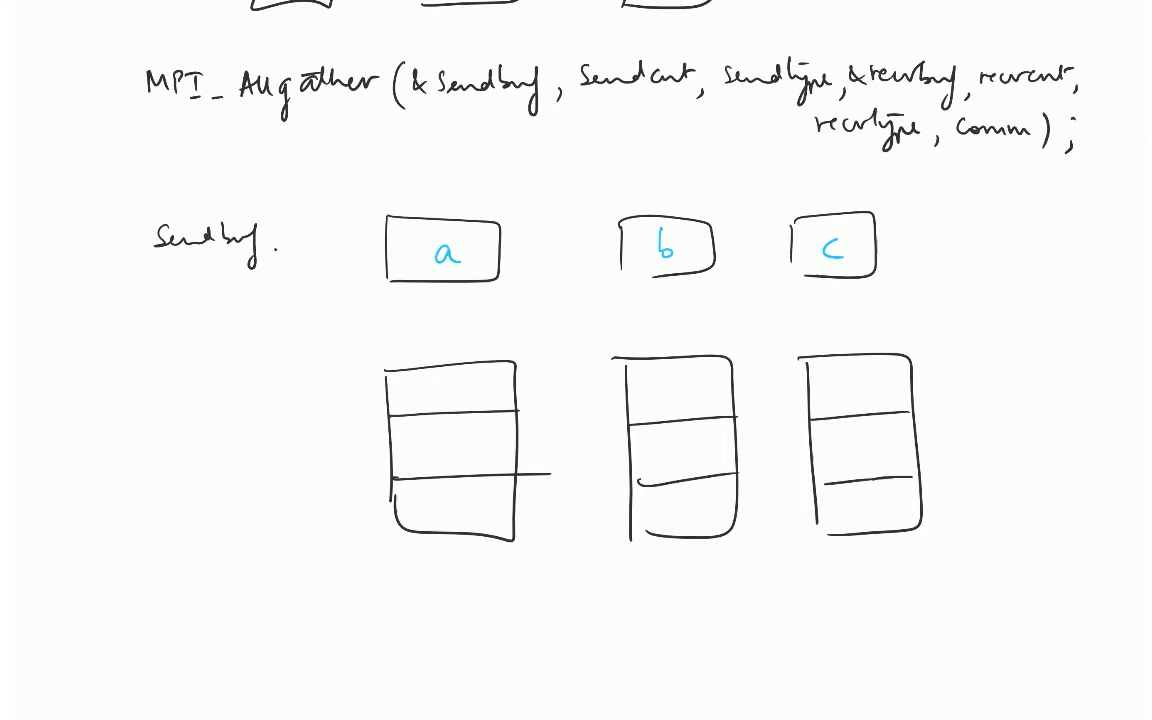 MPI_Allgather (& Sendbuf, Sendcnt, sendtype, &recvbuf, recvcnt,
recvtype, comm);
Sendbuf.
a b c